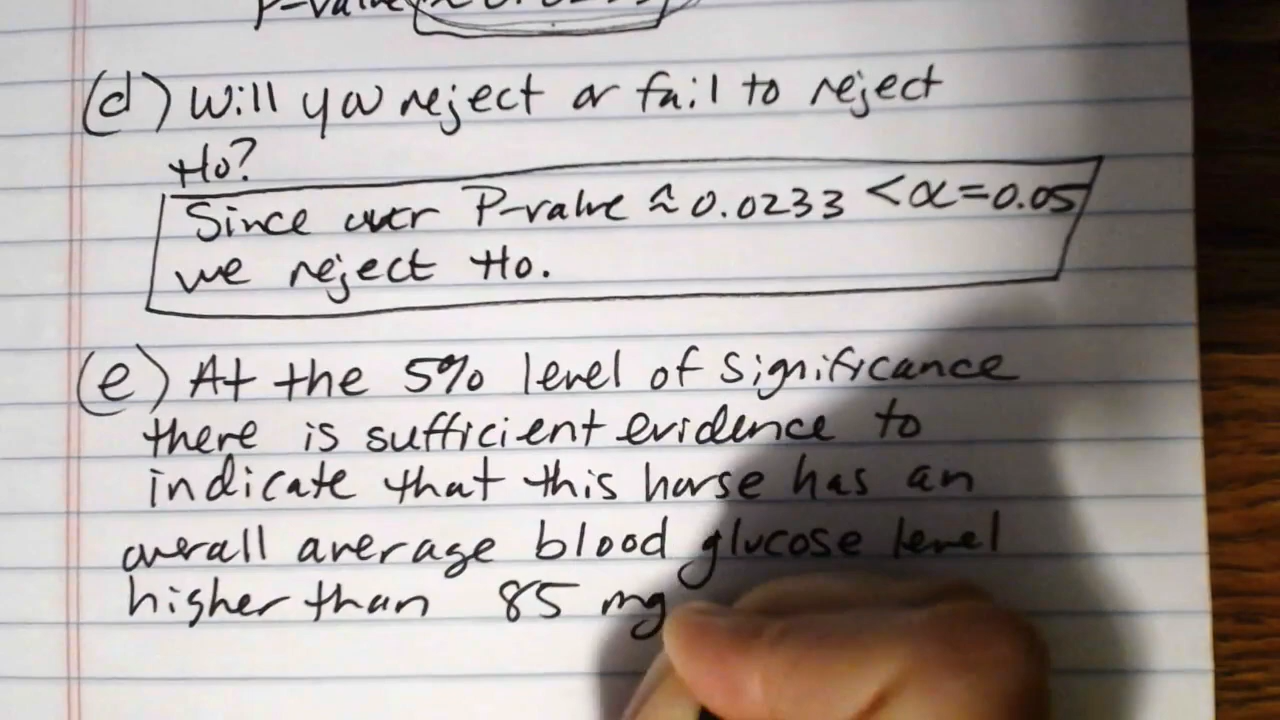 P-value
(d) Will you reject or fail to reject
Ho?
Since our P-value ≈ 0.0233 < α = 0.05
we reject Ho.
(e) At the 5% level of significance
there is sufficient evidence to
indicate that this horse has an
overall average blood glucose level
higher than 85 mg